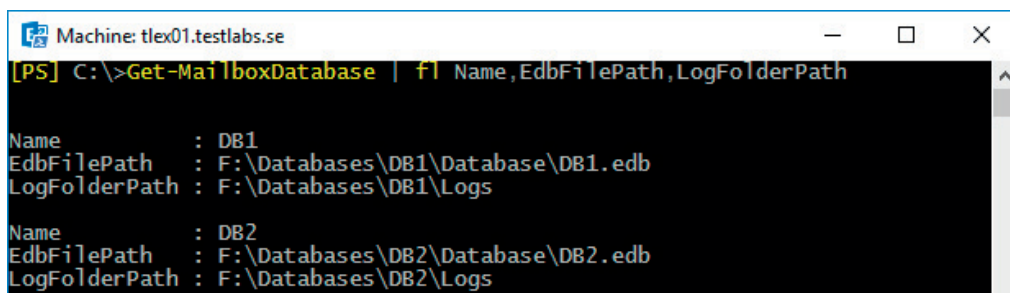 Machine: tlex01.testlabs.se
[PS] C:\>Get-MailboxDatabase | fl Name,EdbFilePath,LogFolderPath
Name          : DB1
EdbFilePath   : F:\Databases\DB1\Database\DB1.edb
LogFolderPath : F:\Databases\DB1\Logs
Name          : DB2
EdbFilePath   : F:\Databases\DB2\Database\DB2.edb
LogFolderPath : F:\Databases\DB2\Logs